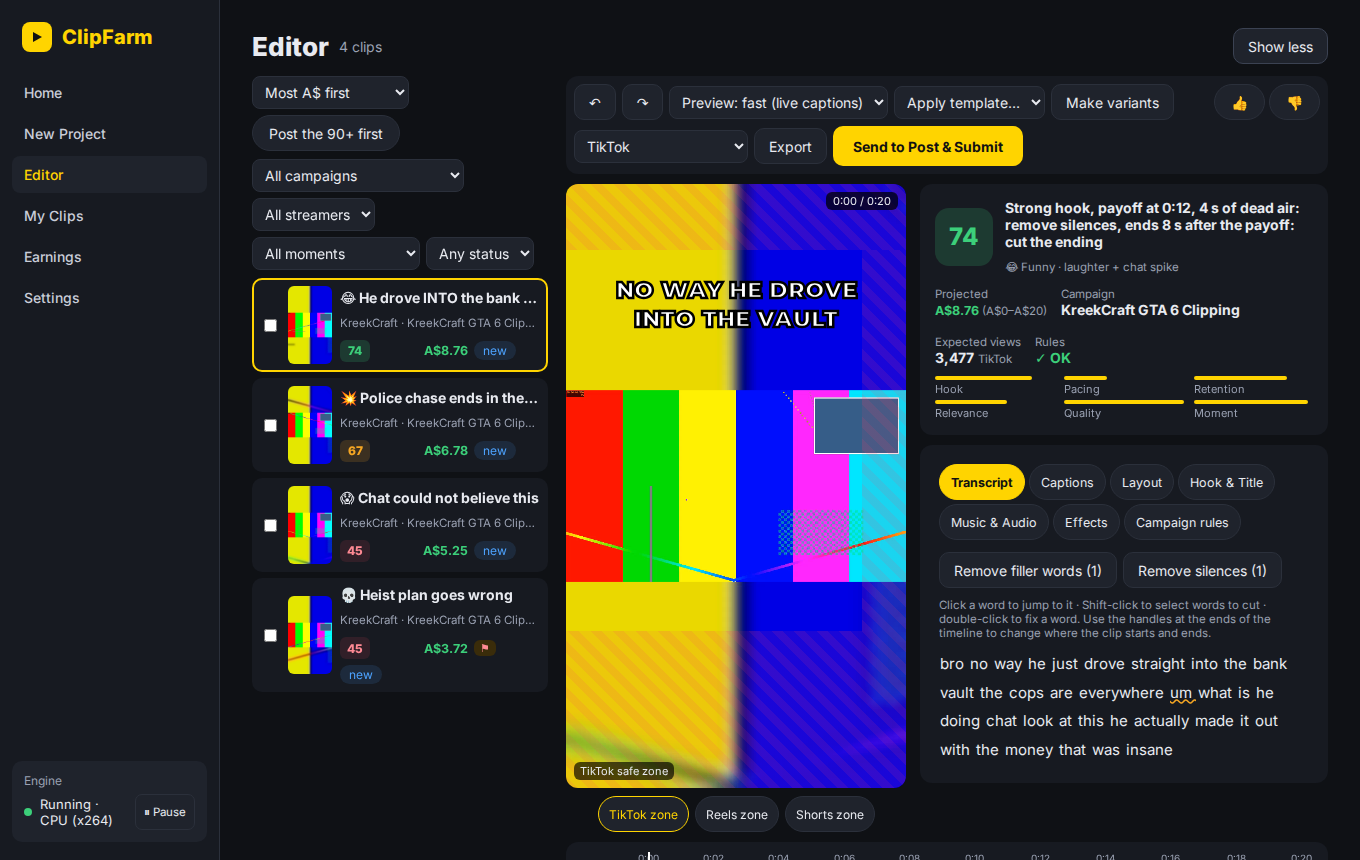 ClipFarm
Home
New Project
Editor
My Clips
Earnings
Settings
Engine
Running ·
CPU (x64)
Pause
Editor 4 clips
Show less
Most A$ first
Post the 90+ first
All campaigns
All streamers
All moments
Any status
😂 He drove INTO the bank ...
KreekCraft · KreekCraft GTA 6 Clip...
74 A$8.76 new
💥 Police chase ends in the...
KreekCraft · KreekCraft GTA 6 Clip...
67 A$6.78 new
😱 Chat could not believe this
KreekCraft · KreekCraft GTA 6 Clip...
45 A$5.25 new
💀 Heist plan goes wrong
KreekCraft · KreekCraft GTA 6 Clip...
45 A$3.72
new
↶ ↷ Preview: fast (live captions) Apply template... Make variants 👍 👎
TikTok Export Send to Post & Submit
0:00 / 0:20
NO WAY HE DROVE
INTO THE VAULT
TikTok safe zone
TikTok zone Reels zone Shorts zone
0:00 0:02 0:04 0:06 0:08 0:10 0:12 0:14 0:16 0:18 0:20
74
Strong hook, payoff at 0:12, 4 s of dead air:
remove silences, ends 8 s after the payoff:
cut the ending
😂 Funny · laughter + chat spike
Projected Campaign
A$8.76 (A$0–A$20) KreekCraft GTA 6 Clipping
Expected views Rules
3,477 TikTok ✓ OK
Hook Pacing Retention
Relevance Quality Moment
Transcript Captions Layout Hook & Title
Music & Audio Effects Campaign rules
Remove filler words (1) Remove silences (1)
Click a word to jump to it · Shift-click to select words to cut ·
double-click to fix a word. Use the handles at the ends of the
timeline to change where the clip starts and ends.
bro no way he just drove straight into the bank
vault the cops are everywhere um what is he
doing chat look at this he actually made it out
with the money that was insane